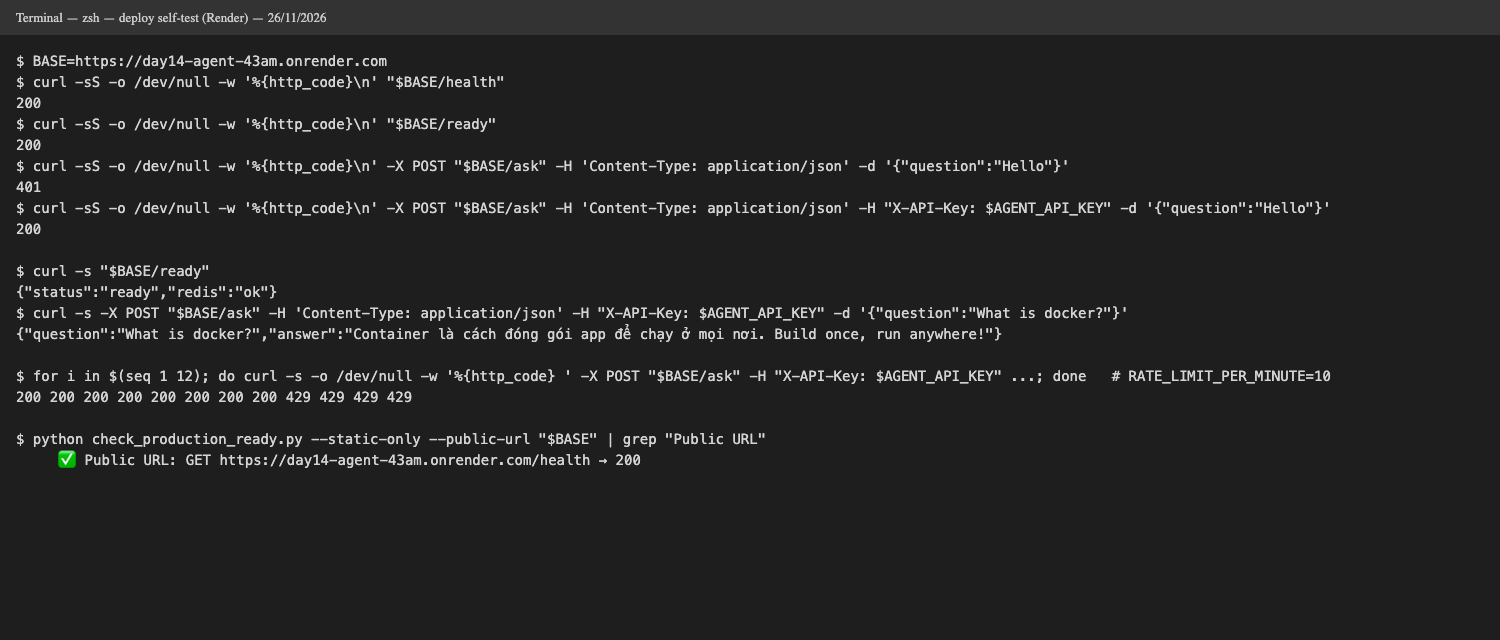 Terminal — zsh — deploy self-test (Render) — 26/11/2026
$ BASE=https://day14-agent-43am.onrender.com
$ curl -sS -o /dev/null -w '%{http_code}\n' "$BASE/health"
200
$ curl -sS -o /dev/null -w '%{http_code}\n' "$BASE/ready"
200
$ curl -sS -o /dev/null -w '%{http_code}\n' -X POST "$BASE/ask" -H 'Content-Type: application/json' -d '{"question":"Hello"}'
401
$ curl -sS -o /dev/null -w '%{http_code}\n' -X POST "$BASE/ask" -H 'Content-Type: application/json' -H "X-API-Key: $AGENT_API_KEY" -d '{"question":"Hello"}'
200
$ curl -s "$BASE/ready"
{"status":"ready","redis":"ok"}
$ curl -s -X POST "$BASE/ask" -H 'Content-Type: application/json' -H "X-API-Key: $AGENT_API_KEY" -d '{"question":"What is docker?"}'
{"question":"What is docker?","answer":"Container là cách đóng gói app để chạy ở mọi nơi. Build once, run anywhere!"}
$ for i in $(seq 1 12); do curl -s -o /dev/null -w '%{http_code} ' -X POST "$BASE/ask" -H "X-API-Key: $AGENT_API_KEY" ...; done   # RATE_LIMIT_PER_MINUTE=10
200 200 200 200 200 200 200 200 429 429 429 429
$ python check_production_ready.py --static-only --public-url "$BASE" | grep "Public URL"
✅ Public URL: GET https://day14-agent-43am.onrender.com/health → 200